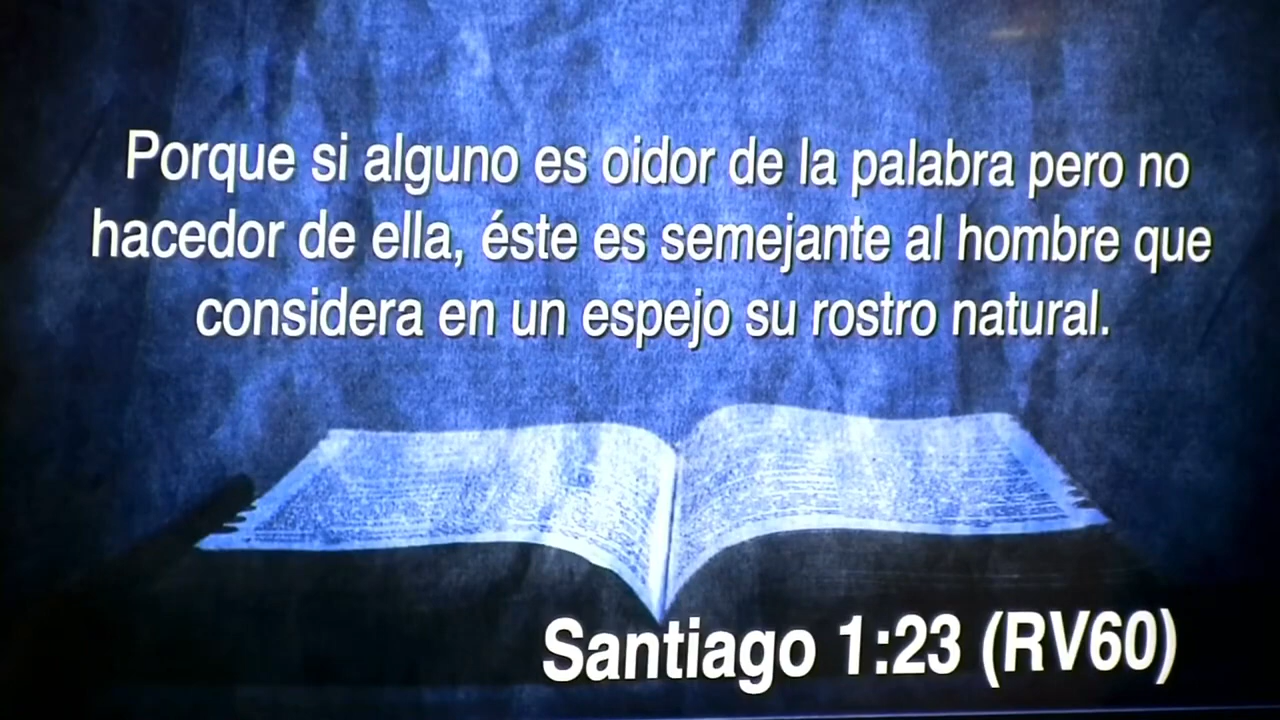 Porque si alguno es oidor de la palabra pero no
hacedor de ella, éste es semejante al hombre que
considera en un espejo su rostro natural.
Santiago 1:23 (RV60)